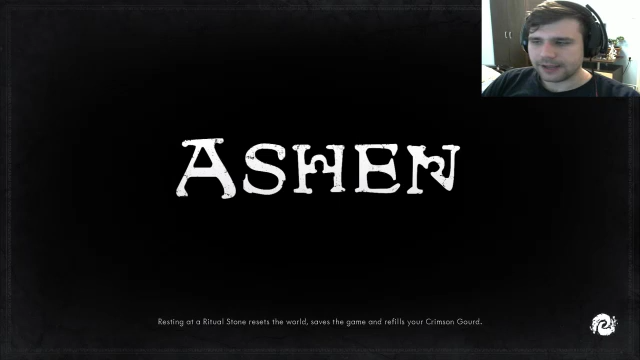 ASHEN
Resting at a Ritual Stone resets the world, saves the game and refills your Crimson Gourd.